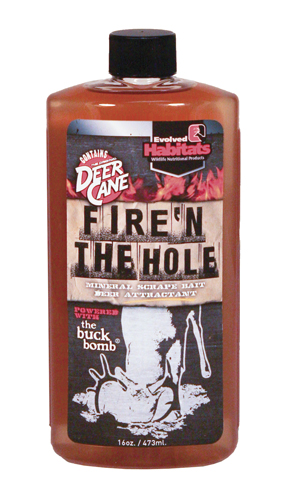 CONTAINS
DEER
CANE
Evolved
Habitats
Wildlife Nutritional Products
FIRE'N
THE HOLE
MINERAL SCRAPE BAIT
DEER ATTRACTANT
POWERED
WITH
the
buck
bomb®
16oz. / 473ml.